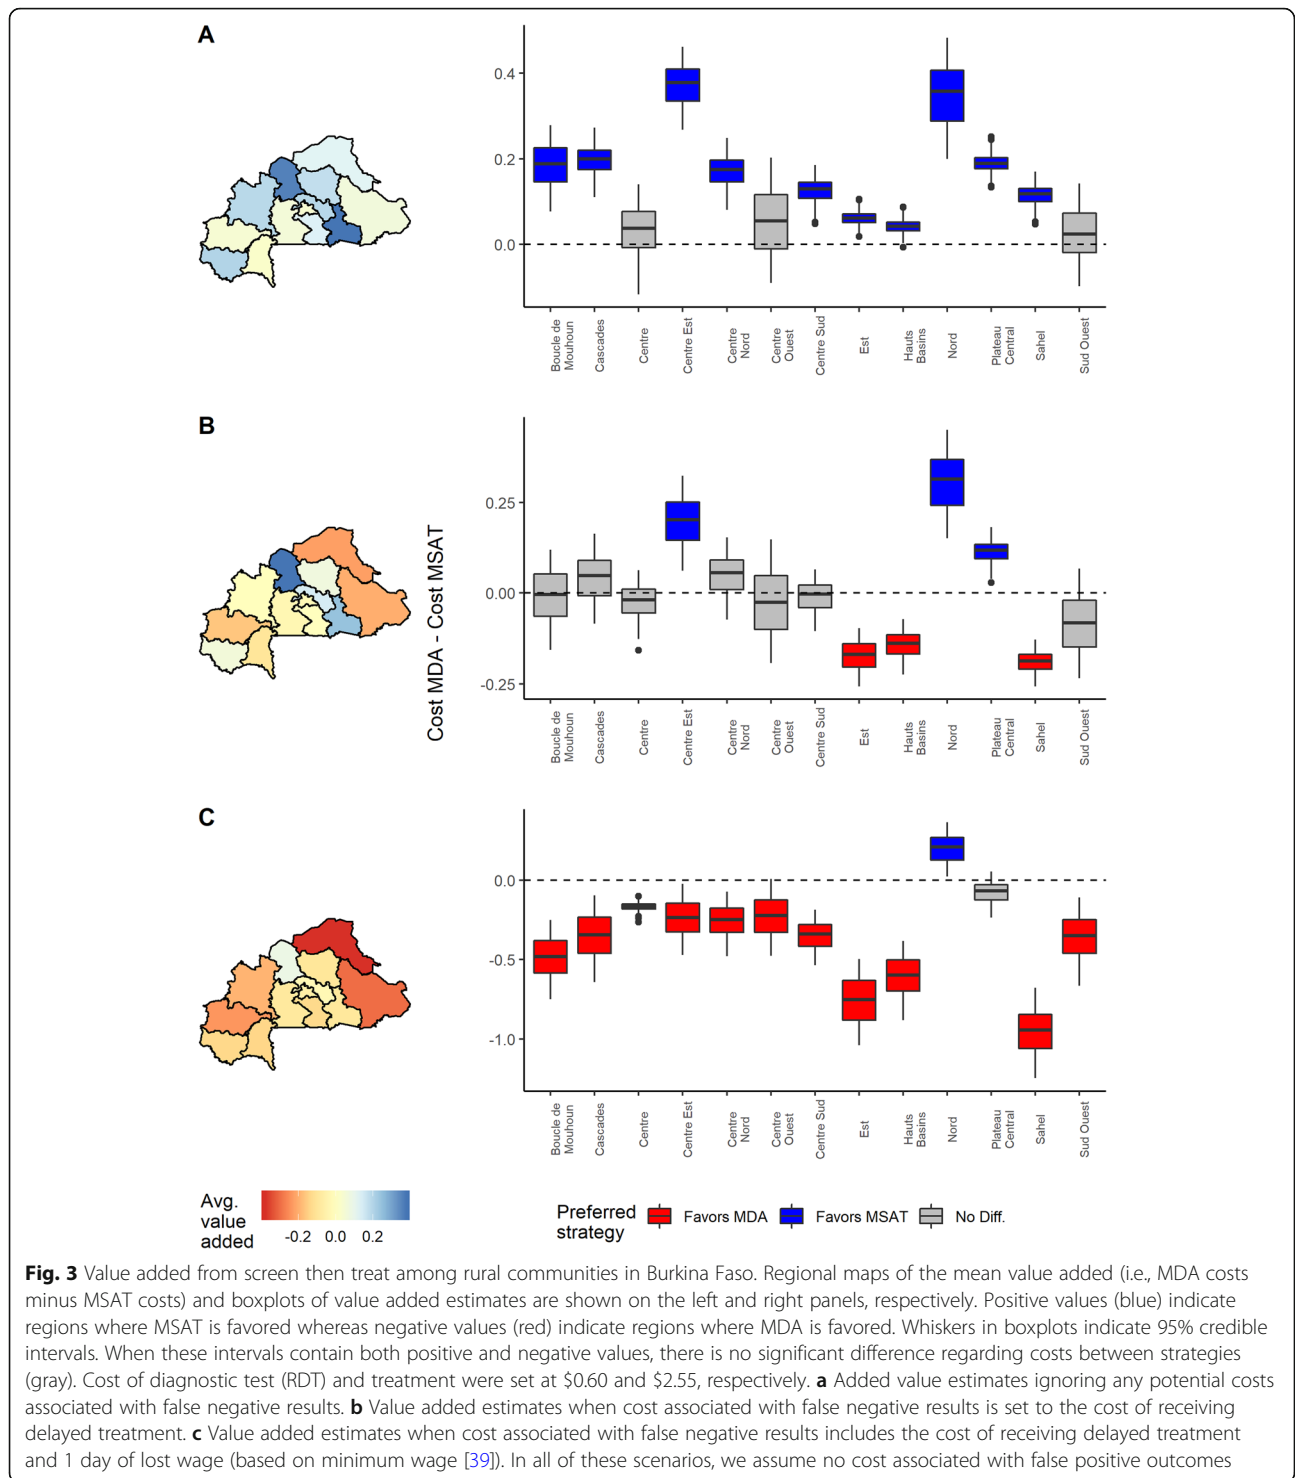 A
0.4
0.2
0.0
Boucle de
Mouhoun
Cascades
Centre
Centre Est
Centre
Nord
Centre
Ouest
Centre Sud
Est
Hauts
Basins
Nord
Plateau
Central
Sahel
Sud Ouest
B
Cost MDA - Cost MSAT
0.25
0.00
-0.25
Boucle de
Mouhoun
Cascades
Centre
Centre Est
Centre
Nord
Centre
Ouest
Centre Sud
Est
Hauts
Basins
Nord
Plateau
Central
Sahel
Sud Ouest
C
0.0
-0.5
-1.0
Boucle de
Mouhoun
Cascades
Centre
Centre Est
Centre
Nord
Centre
Ouest
Centre Sud
Est
Hauts
Basins
Nord
Plateau
Central
Sahel
Sud Ouest
Avg.
value
added
-0.2 0.0 0.2
Preferred
strategy
Favors MDA Favors MSAT No Diff.
Fig. 3 Value added from screen then treat among rural communities in Burkina Faso. Regional maps of the mean value added (i.e., MDA costs
minus MSAT costs) and boxplots of value added estimates are shown on the left and right panels, respectively. Positive values (blue) indicate
regions where MSAT is favored whereas negative values (red) indicate regions where MDA is favored. Whiskers in boxplots indicate 95% credible
intervals. When these intervals contain both positive and negative values, there is no significant difference regarding costs between strategies
(gray). Cost of diagnostic test (RDT) and treatment were set at $0.60 and $2.55, respectively. a Added value estimates ignoring any potential costs
associated with false negative results. b Value added estimates when cost associated with false negative results is set to the cost of receiving
delayed treatment. c Value added estimates when cost associated with false negative results includes the cost of receiving delayed treatment
and 1 day of lost wage (based on minimum wage [39]). In all of these scenarios, we assume no cost associated with false positive outcomes